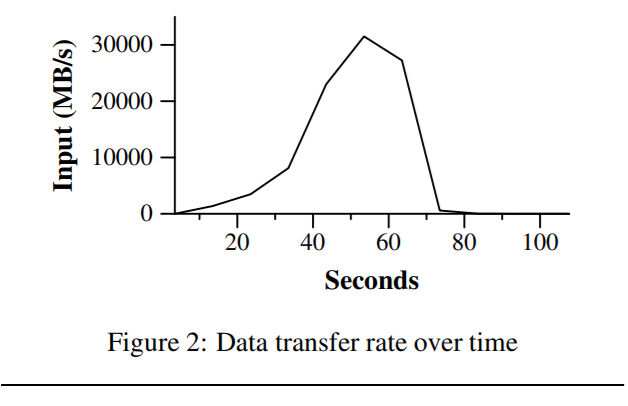 Input (MB/s)
30000
20000
10000
0
20 40 60 80 100
Seconds
Figure 2: Data transfer rate over time